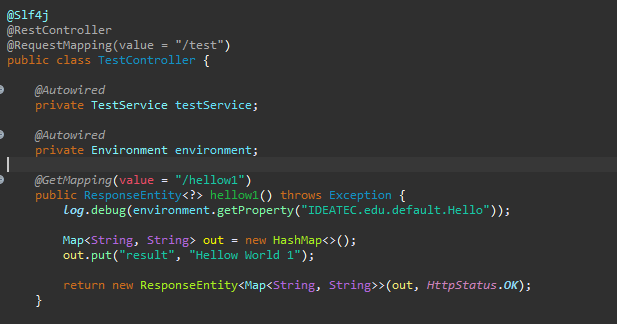 @Slf4j
@RestController
@RequestMapping(value = "/test")
public class TestController {
@Autowired
private TestService testService;
@Autowired
private Environment environment;
@GetMapping(value = "/hellow1")
public ResponseEntity<?> hellow1() throws Exception {
log.debug(environment.getProperty("IDEATEC.edu.default.Hello"));
Map<String, String> out = new HashMap<>();
out.put("result", "Hellow World 1");
return new ResponseEntity<Map<String, String>>(out, HttpStatus.OK);
}